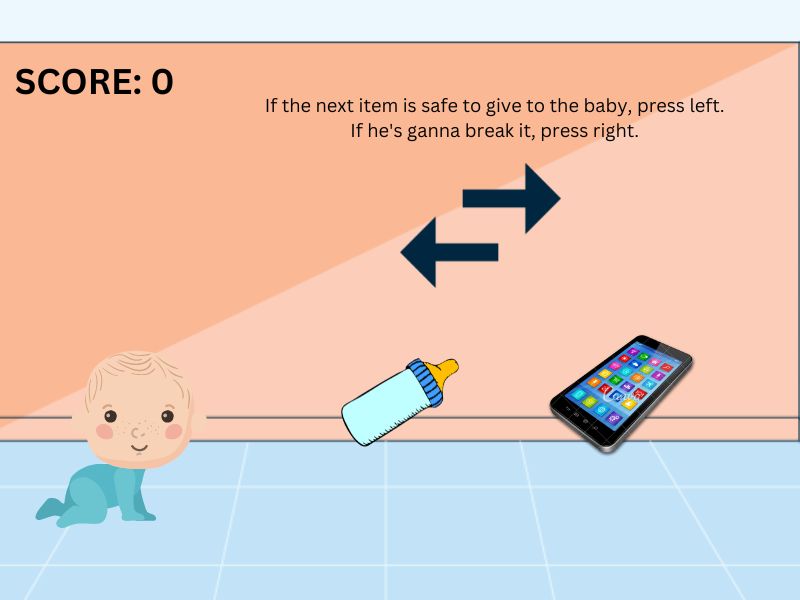 SCORE: 0
If the next item is safe to give to the baby, press left.
If he's ganna break it, press right.